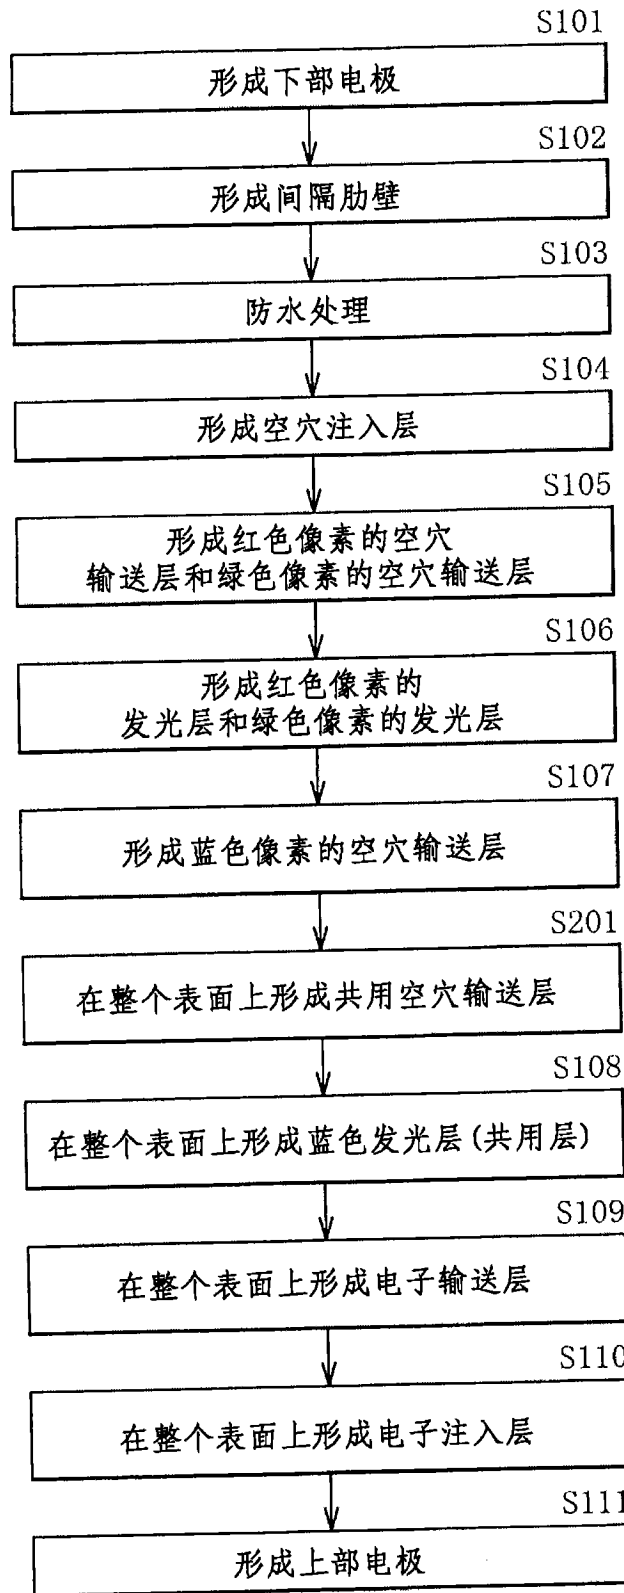 S101
形成下部电极
S102
形成间隔肋壁
S103
防水处理
S104
形成空穴注入层
S105
形成红色像素的空穴
输送层和绿色像素的空穴输送层
S106
形成红色像素的
发光层和绿色像素的发光层
S107
形成蓝色像素的空穴输送层
S201
在整个表面上形成共用空穴输送层
S108
在整个表面上形成蓝色发光层(共用层)
S109
在整个表面上形成电子输送层
S110
在整个表面上形成电子注入层
S111
形成上部电极